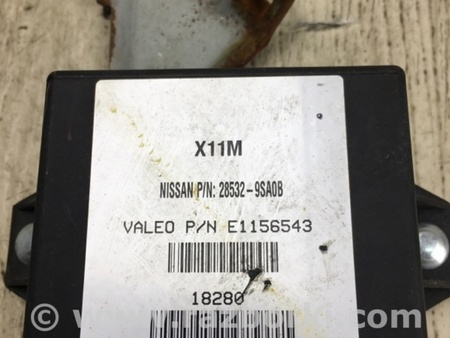 X11M
NISSAN P/N: 28532-9SA0B
VALEO P/N E1156543
18280